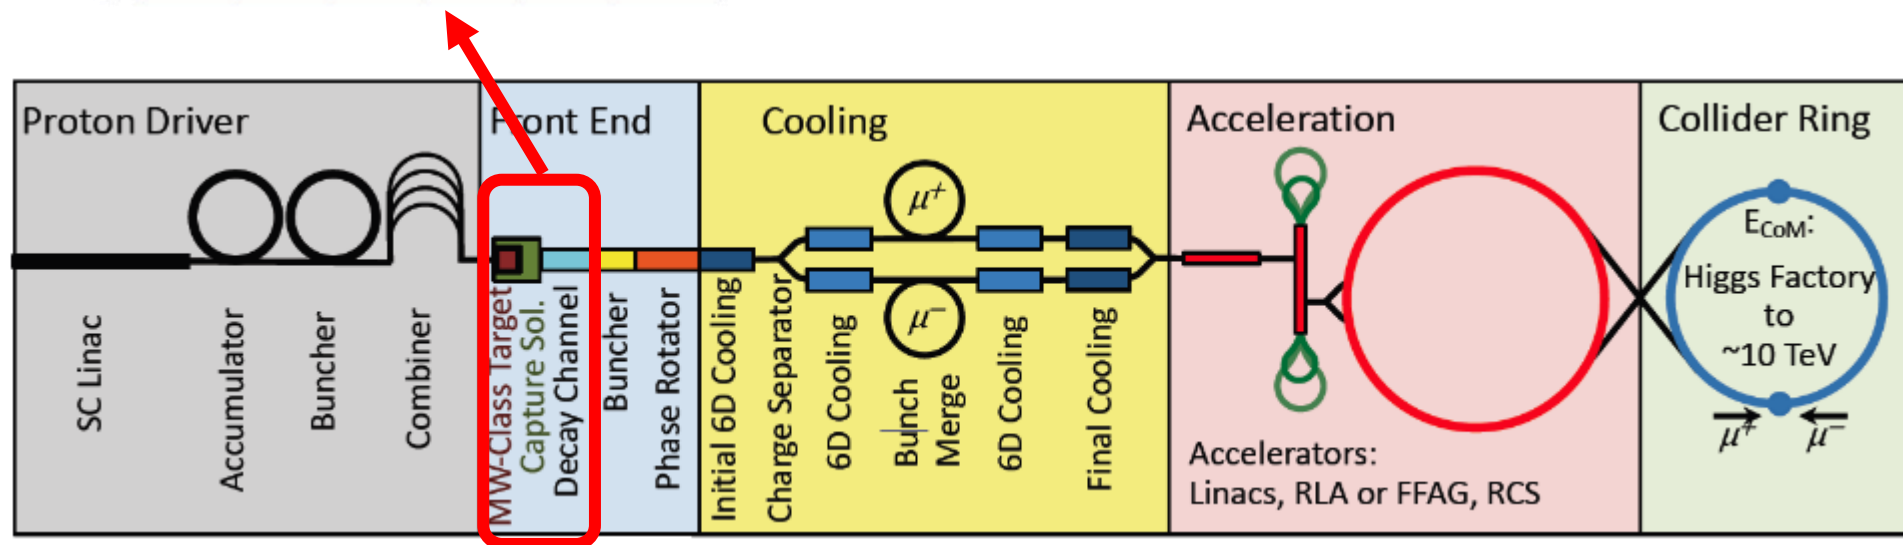 Proton Driver
Front End
Cooling
Acceleration
Collider Ring
SC Linac
Accumulator
Buncher
Combiner
MW-Class Target
Capture Sol.
Decay Channel
Buncher
Phase Rotator
Initial 6D Cooling
Charge Separator
6D Cooling
μ+
μ−
Bunch
Merge
6D Cooling
Final Cooling
Accelerators:
Linacs, RLA or FFAG, RCS
ECoM:
Higgs Factory
to
~10 TeV
μ+ μ−